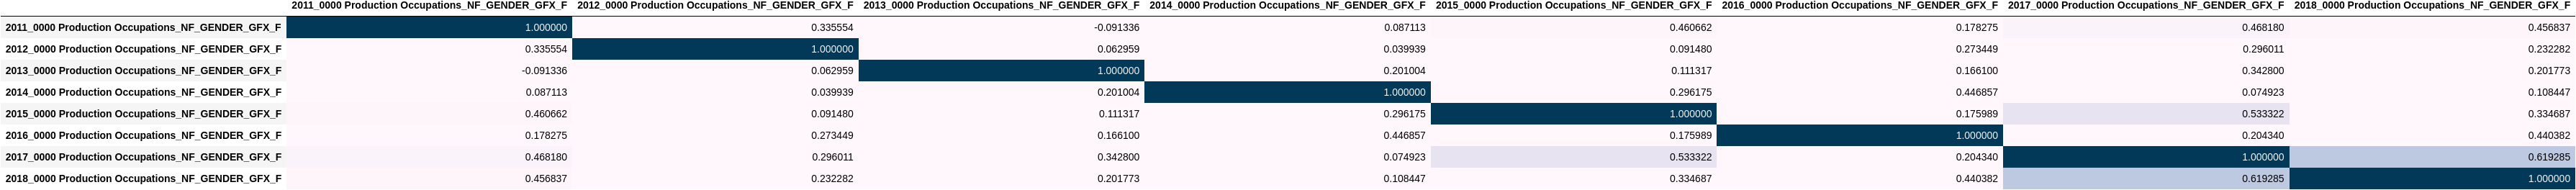 2011_0000 Production Occupations_NF_GENDER_GFX_F 2012_0000 Production Occupations_NF_GENDER_GFX_F 2013_0000 Production Occupations_NF_GENDER_GFX_F 2014_0000 Production Occupations_NF_GENDER_GFX_F 2015_0000 Production Occupations_NF_GENDER_GFX_F 2016_0000 Production Occupations_NF_GENDER_GFX_F 2017_0000 Production Occupations_NF_GENDER_GFX_F 2018_0000 Production Occupations_NF_GENDER_GFX_F
2011_0000 Production Occupations_NF_GENDER_GFX_F 1.000000 0.335554 -0.091336 0.087113 0.460662 0.178275 0.468180 0.456837
2012_0000 Production Occupations_NF_GENDER_GFX_F 0.335554 1.000000 0.062959 0.039939 0.091480 0.273449 0.296011 0.232282
2013_0000 Production Occupations_NF_GENDER_GFX_F -0.091336 0.062959 1.000000 0.201004 0.111317 0.166100 0.342800 0.201773
2014_0000 Production Occupations_NF_GENDER_GFX_F 0.087113 0.039939 0.201004 1.000000 0.296175 0.446857 0.074923 0.108447
2015_0000 Production Occupations_NF_GENDER_GFX_F 0.460662 0.091480 0.111317 0.296175 1.000000 0.175989 0.533322 0.334687
2016_0000 Production Occupations_NF_GENDER_GFX_F 0.178275 0.273449 0.166100 0.446857 0.175989 1.000000 0.204340 0.440382
2017_0000 Production Occupations_NF_GENDER_GFX_F 0.468180 0.296011 0.342800 0.074923 0.533322 0.204340 1.000000 0.619285
2018_0000 Production Occupations_NF_GENDER_GFX_F 0.456837 0.232282 0.201773 0.108447 0.334687 0.440382 0.619285 1.000000